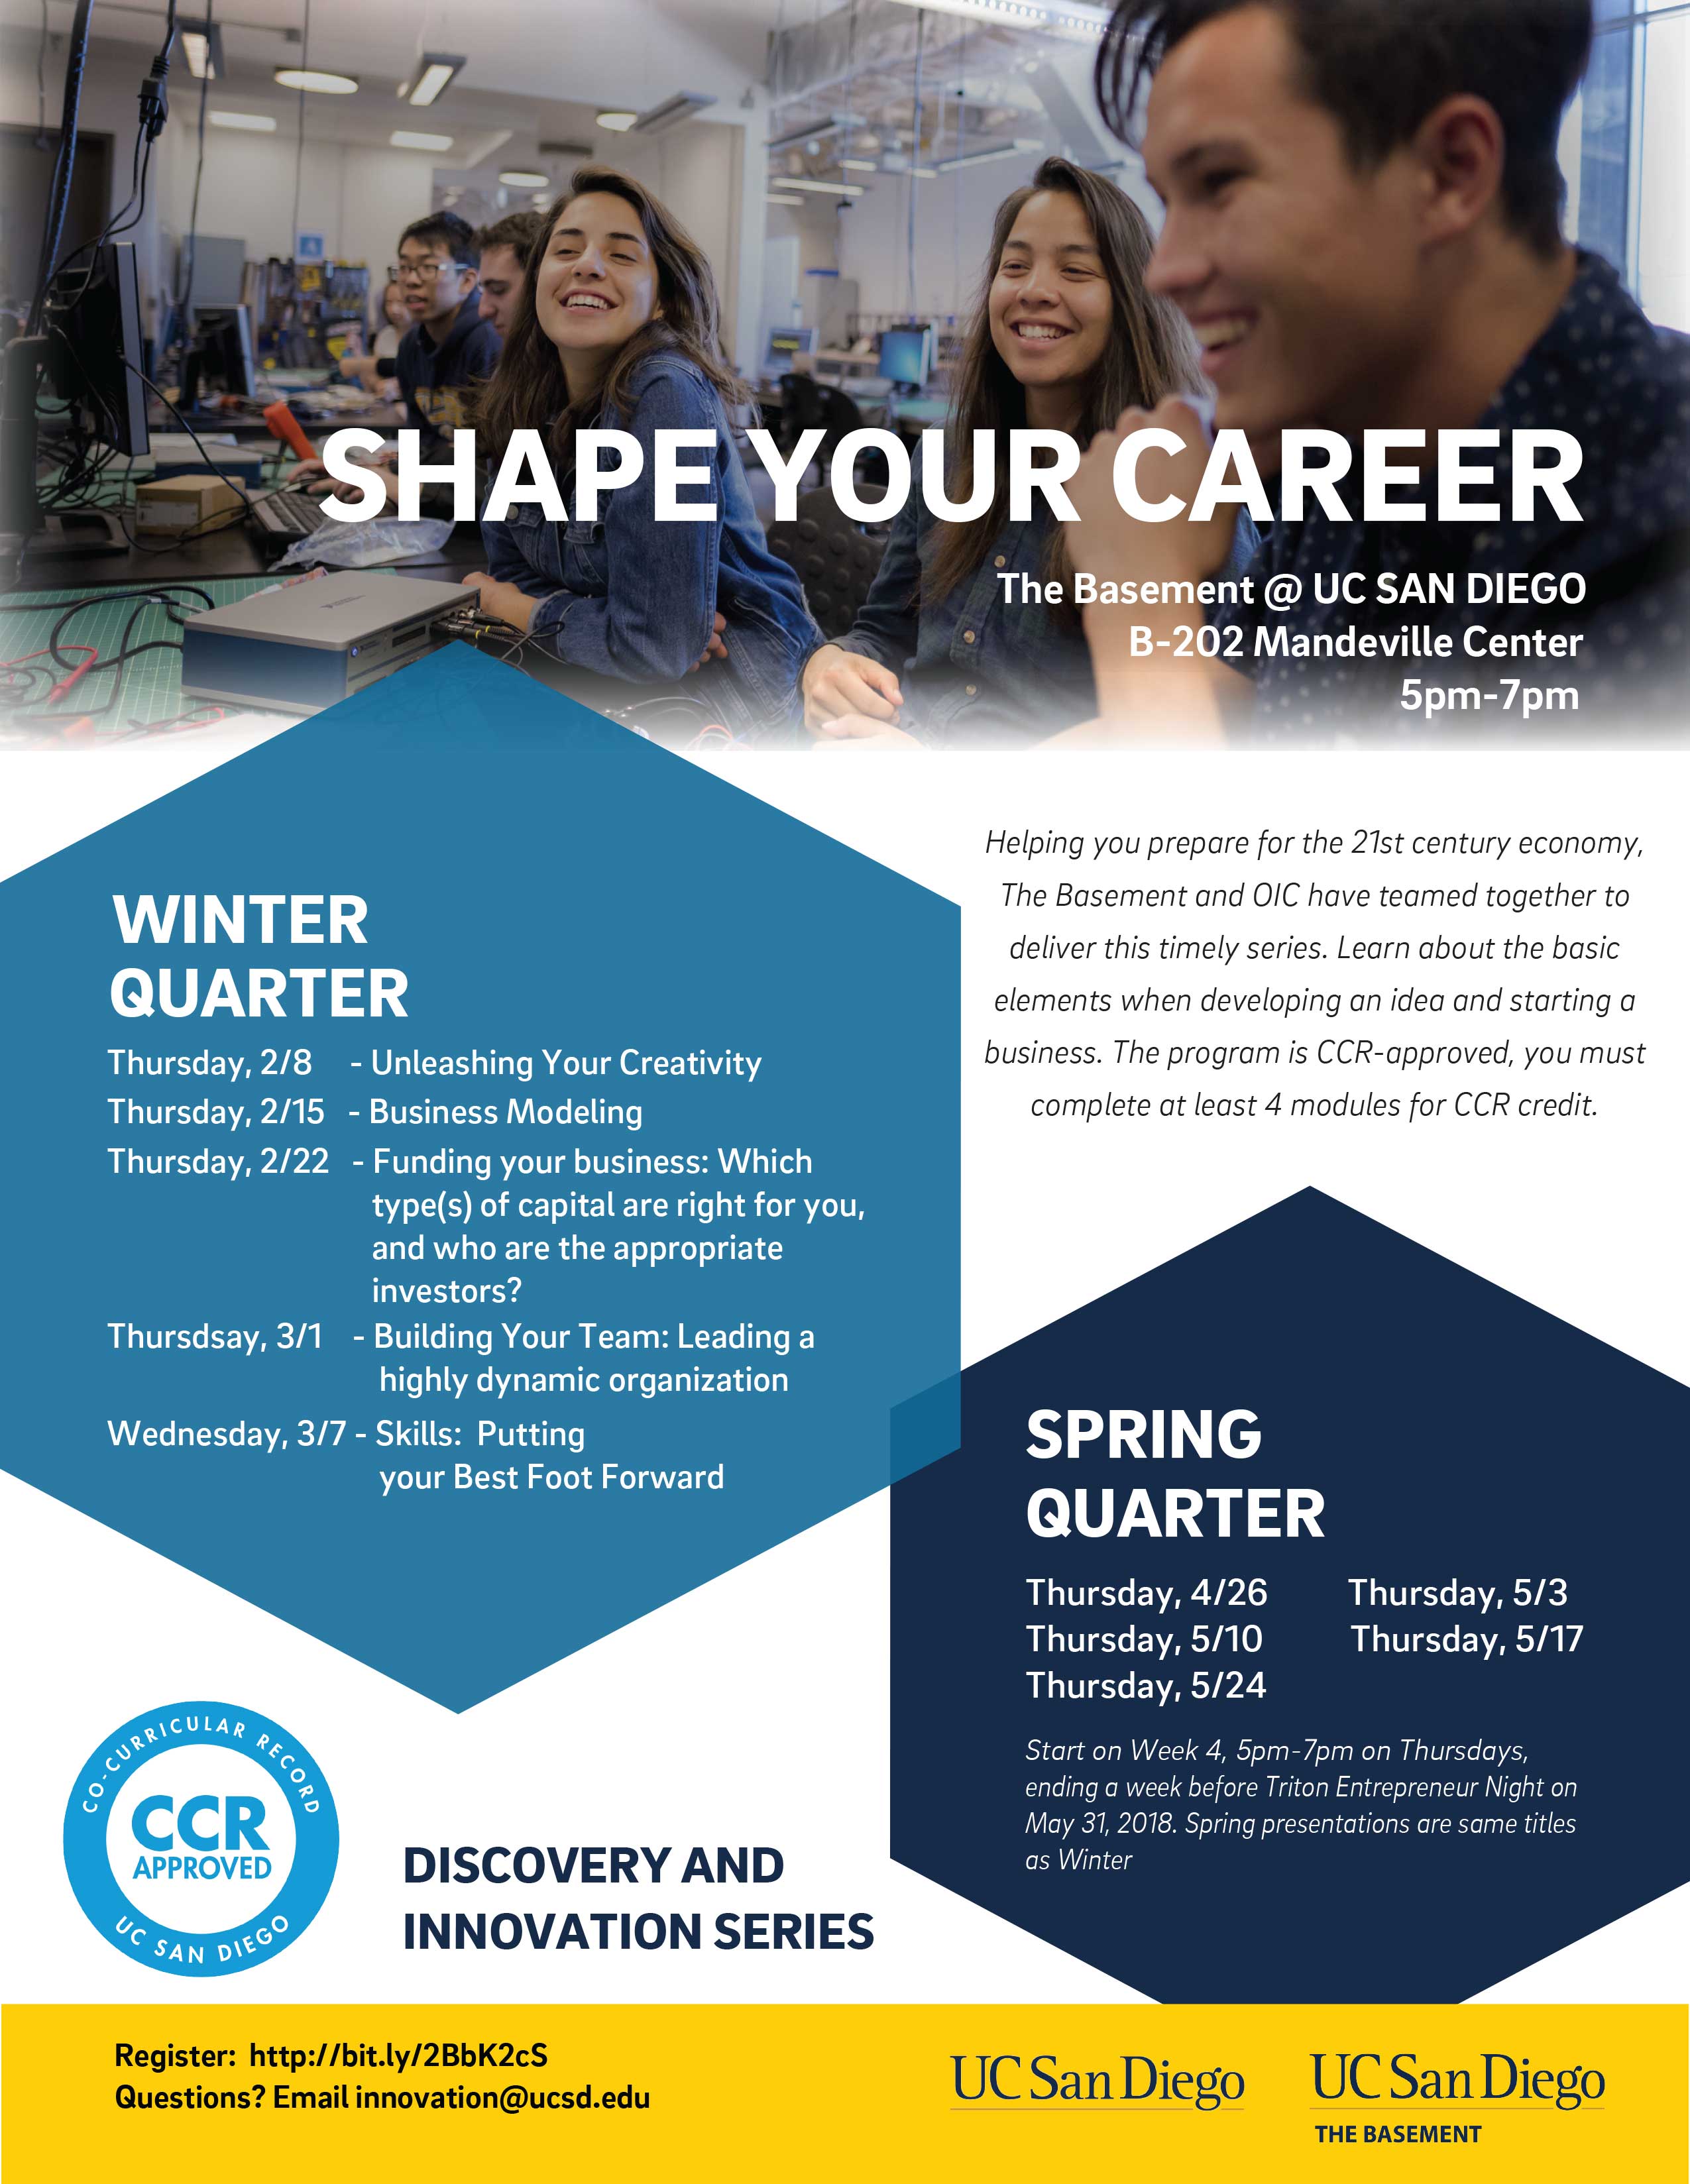 SHAPE YOUR CAREER
The Basement @ UC SAN DIEGO
B-202 Mandeville Center
5pm-7pm
Helping you prepare for the 21st century economy,
The Basement and OIC have teamed together to
deliver this timely series. Learn about the basic
elements when developing an idea and starting a
business. The program is CCR-approved, you must
complete at least 4 modules for CCR credit.
WINTER
QUARTER
Thursday, 2/8 - Unleashing Your Creativity
Thursday, 2/15 - Business Modeling
Thursday, 2/22 - Funding your business: Which
type(s) of capital are right for you,
and who are the appropriate
investors?
Thursdsay, 3/1 - Building Your Team: Leading a
highly dynamic organization
Wednesday, 3/7 - Skills: Putting
your Best Foot Forward
SPRING
QUARTER
Thursday, 4/26 Thursday, 5/3
Thursday, 5/10 Thursday, 5/17
Thursday, 5/24
Start on Week 4, 5pm-7pm on Thursdays,
ending a week before Triton Entrepreneur Night on
May 31, 2018. Spring presentations are same titles
as Winter
CO-CURRICULAR RECORD
CCR
APPROVED
UC SAN DIEGO
DISCOVERY AND
INNOVATION SERIES
Register: http://bit.ly/2BbK2cS
Questions? Email innovation@ucsd.edu
UC San Diego
UC San Diego
THE BASEMENT